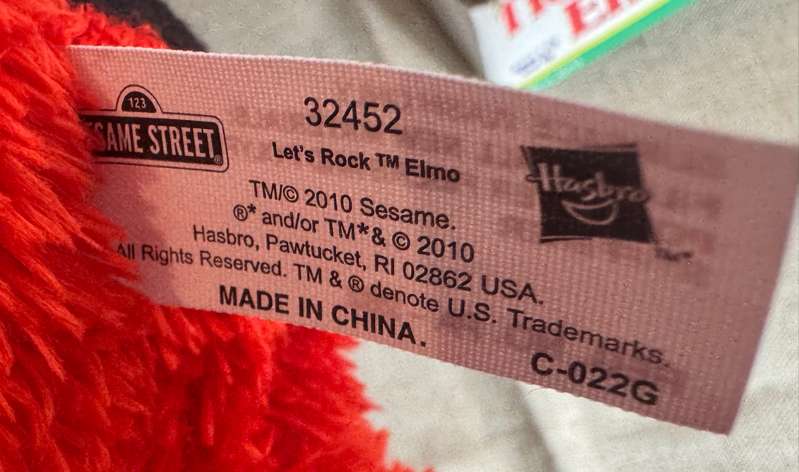 123
SESAME STREET®
32452
Let's Rock ™ Elmo
Hasbro
TM/© 2010 Sesame.
®* and/or TM*& © 2010
Hasbro, Pawtucket, RI 02862 USA.
All Rights Reserved. TM & ® denote U.S. Trademarks.
MADE IN CHINA.
C-022G